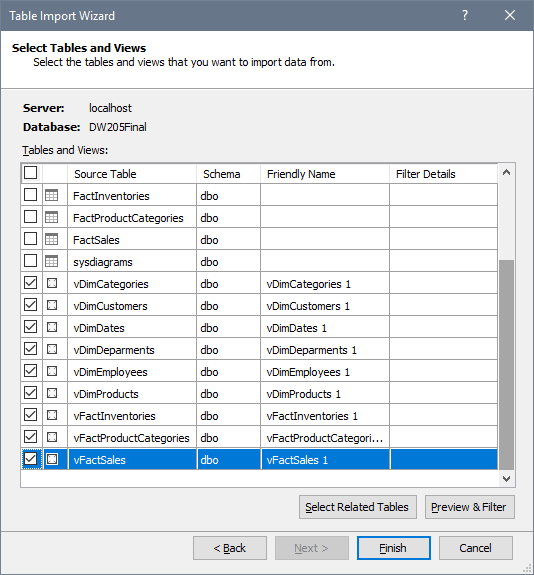 Table Import Wizard
Select Tables and Views
Select the tables and views that you want to import data from.
Server: localhost
Database: DW205Final
Tables and Views:
Source Table Schema Friendly Name Filter Details
FactInventories dbo
FactProductCategories dbo
FactSales dbo
sysdiagrams dbo
vDimCategories dbo vDimCategories 1
vDimCustomers dbo vDimCustomers 1
vDimDates dbo vDimDates 1
vDimDeparments dbo vDimDeparments 1
vDimEmployees dbo vDimEmployees 1
vDimProducts dbo vDimProducts 1
vFactInventories dbo vFactInventories 1
vFactProductCategories dbo vFactProductCategori...
vFactSales dbo vFactSales 1
Select Related Tables Preview & Filter
< Back Next > Finish Cancel